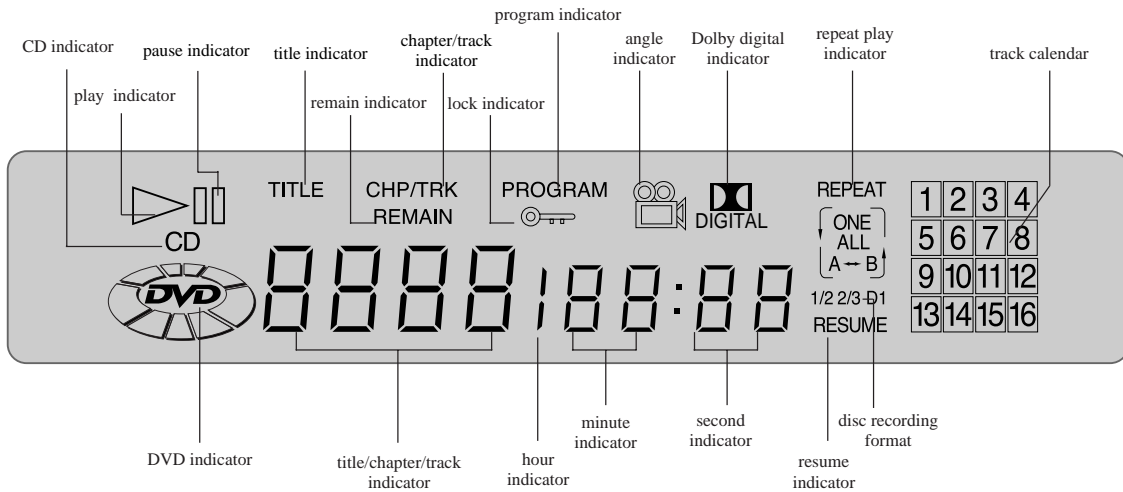 program indicator
CD indicator
pause indicator
title indicator
chapter/track
indicator
angle
indicator
Dolby digital
indicator
repeat play
indicator
track calendar
play indicator
remain indicator
lock indicator
TITLE
CHP/TRK
PROGRAM
REPEAT
REMAIN
DIGITAL
CD
DVD
8888188:88
ONE
ALL
A ↔ B
1/2 2/3 D1
RESUME
1 2 3 4
5 6 7 8
9 10 11 12
13 14 15 16
DVD indicator
title/chapter/track
indicator
hour
indicator
minute
indicator
second
indicator
disc recording
format
resume
indicator